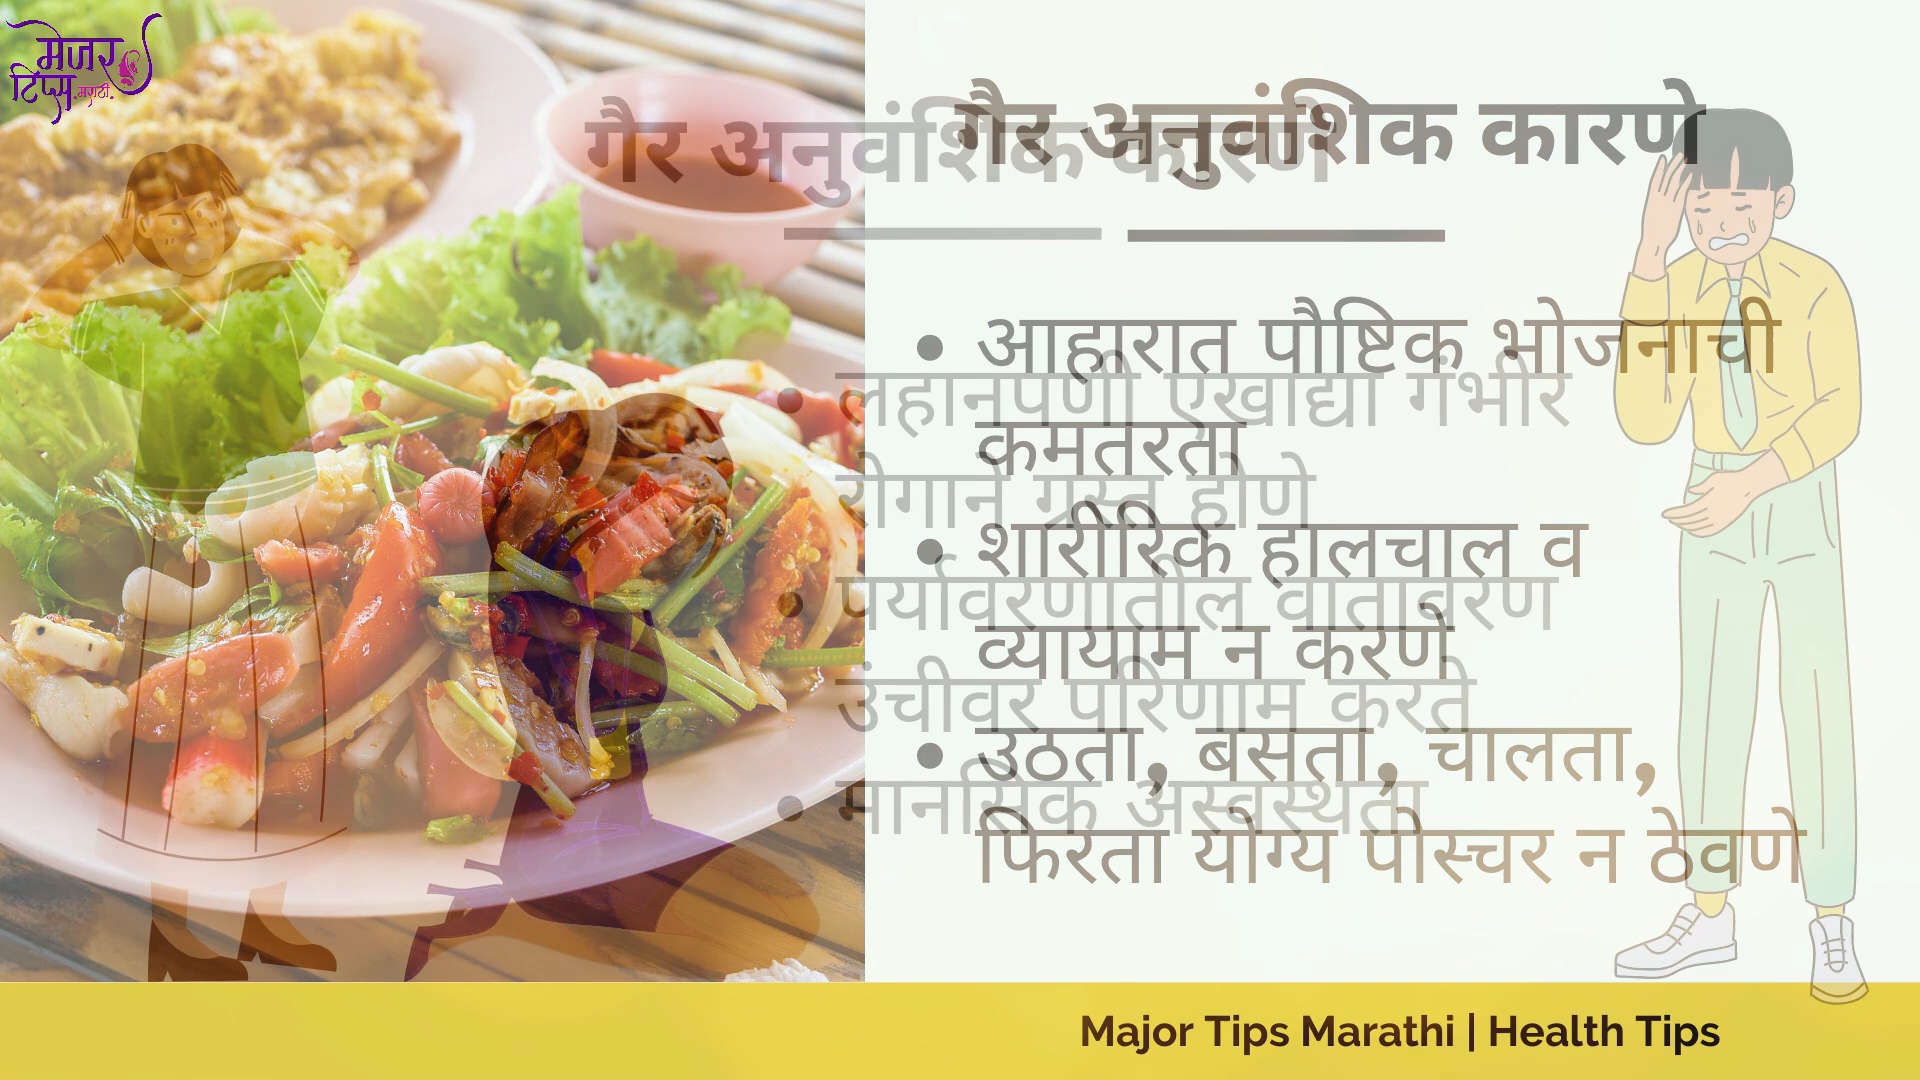 मेजर
टिप्स
.मराठी.
गैर अनुवंशिक कारणे
• आहारात पौष्टिक भोजनाची
कमतरता
• शारीरिक हालचाल व
व्यायाम न करणे
• उठता, बसता, चालता,
फिरता योग्य पोस्चर न ठेवणे
गैर अनुवंशिक कारणे
• लहानपणी एखाद्या गंभीर
रोगाने ग्रस्त होणे
• पर्यावरणातील वातावरण
उंचीवर परिणाम करते
• मानसिक अस्वस्थता
Major Tips Marathi | Health Tips